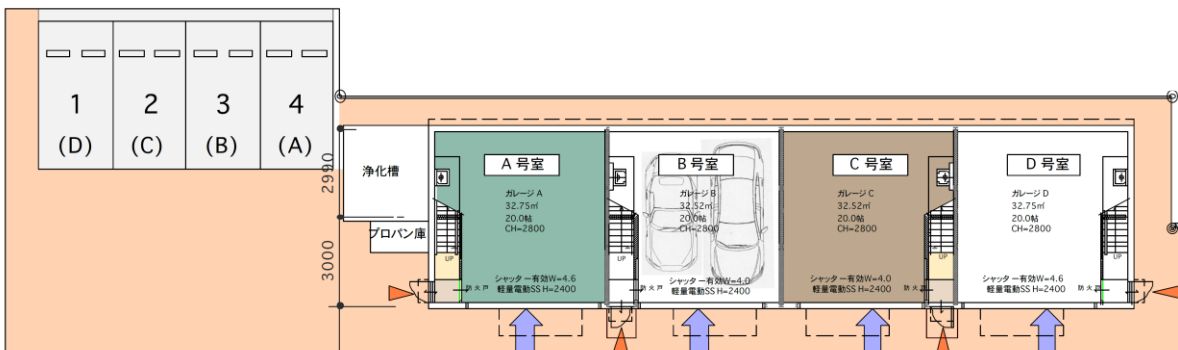 1
2
3
4
(D)
(C)
(B)
(A)
2990
3000
浄化槽
プロパン庫
A 号室
ガレージ A
32.75㎡
20.0帖
CH=2800
UP
シャッター有効W=4.6
軽量電動SS H=2400
防火戸
B 号室
ガレージ B
32.52㎡
20.0帖
CH=2800
UP
シャッター有効W=4.0
軽量電動SS H=2400
防火戸
C 号室
ガレージ C
32.52㎡
20.0帖
CH=2800
UP
シャッター有効W=4.0
軽量電動SS H=2400
防火戸
D 号室
ガレージ D
32.75㎡
20.0帖
CH=2800
UP
シャッター有効W=4.6
軽量電動SS H=2400
防火戸